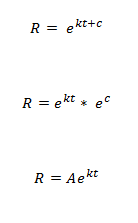 R = e^{kt+c}
R = e^{kt} * e^{c}
R = Ae^{kt}